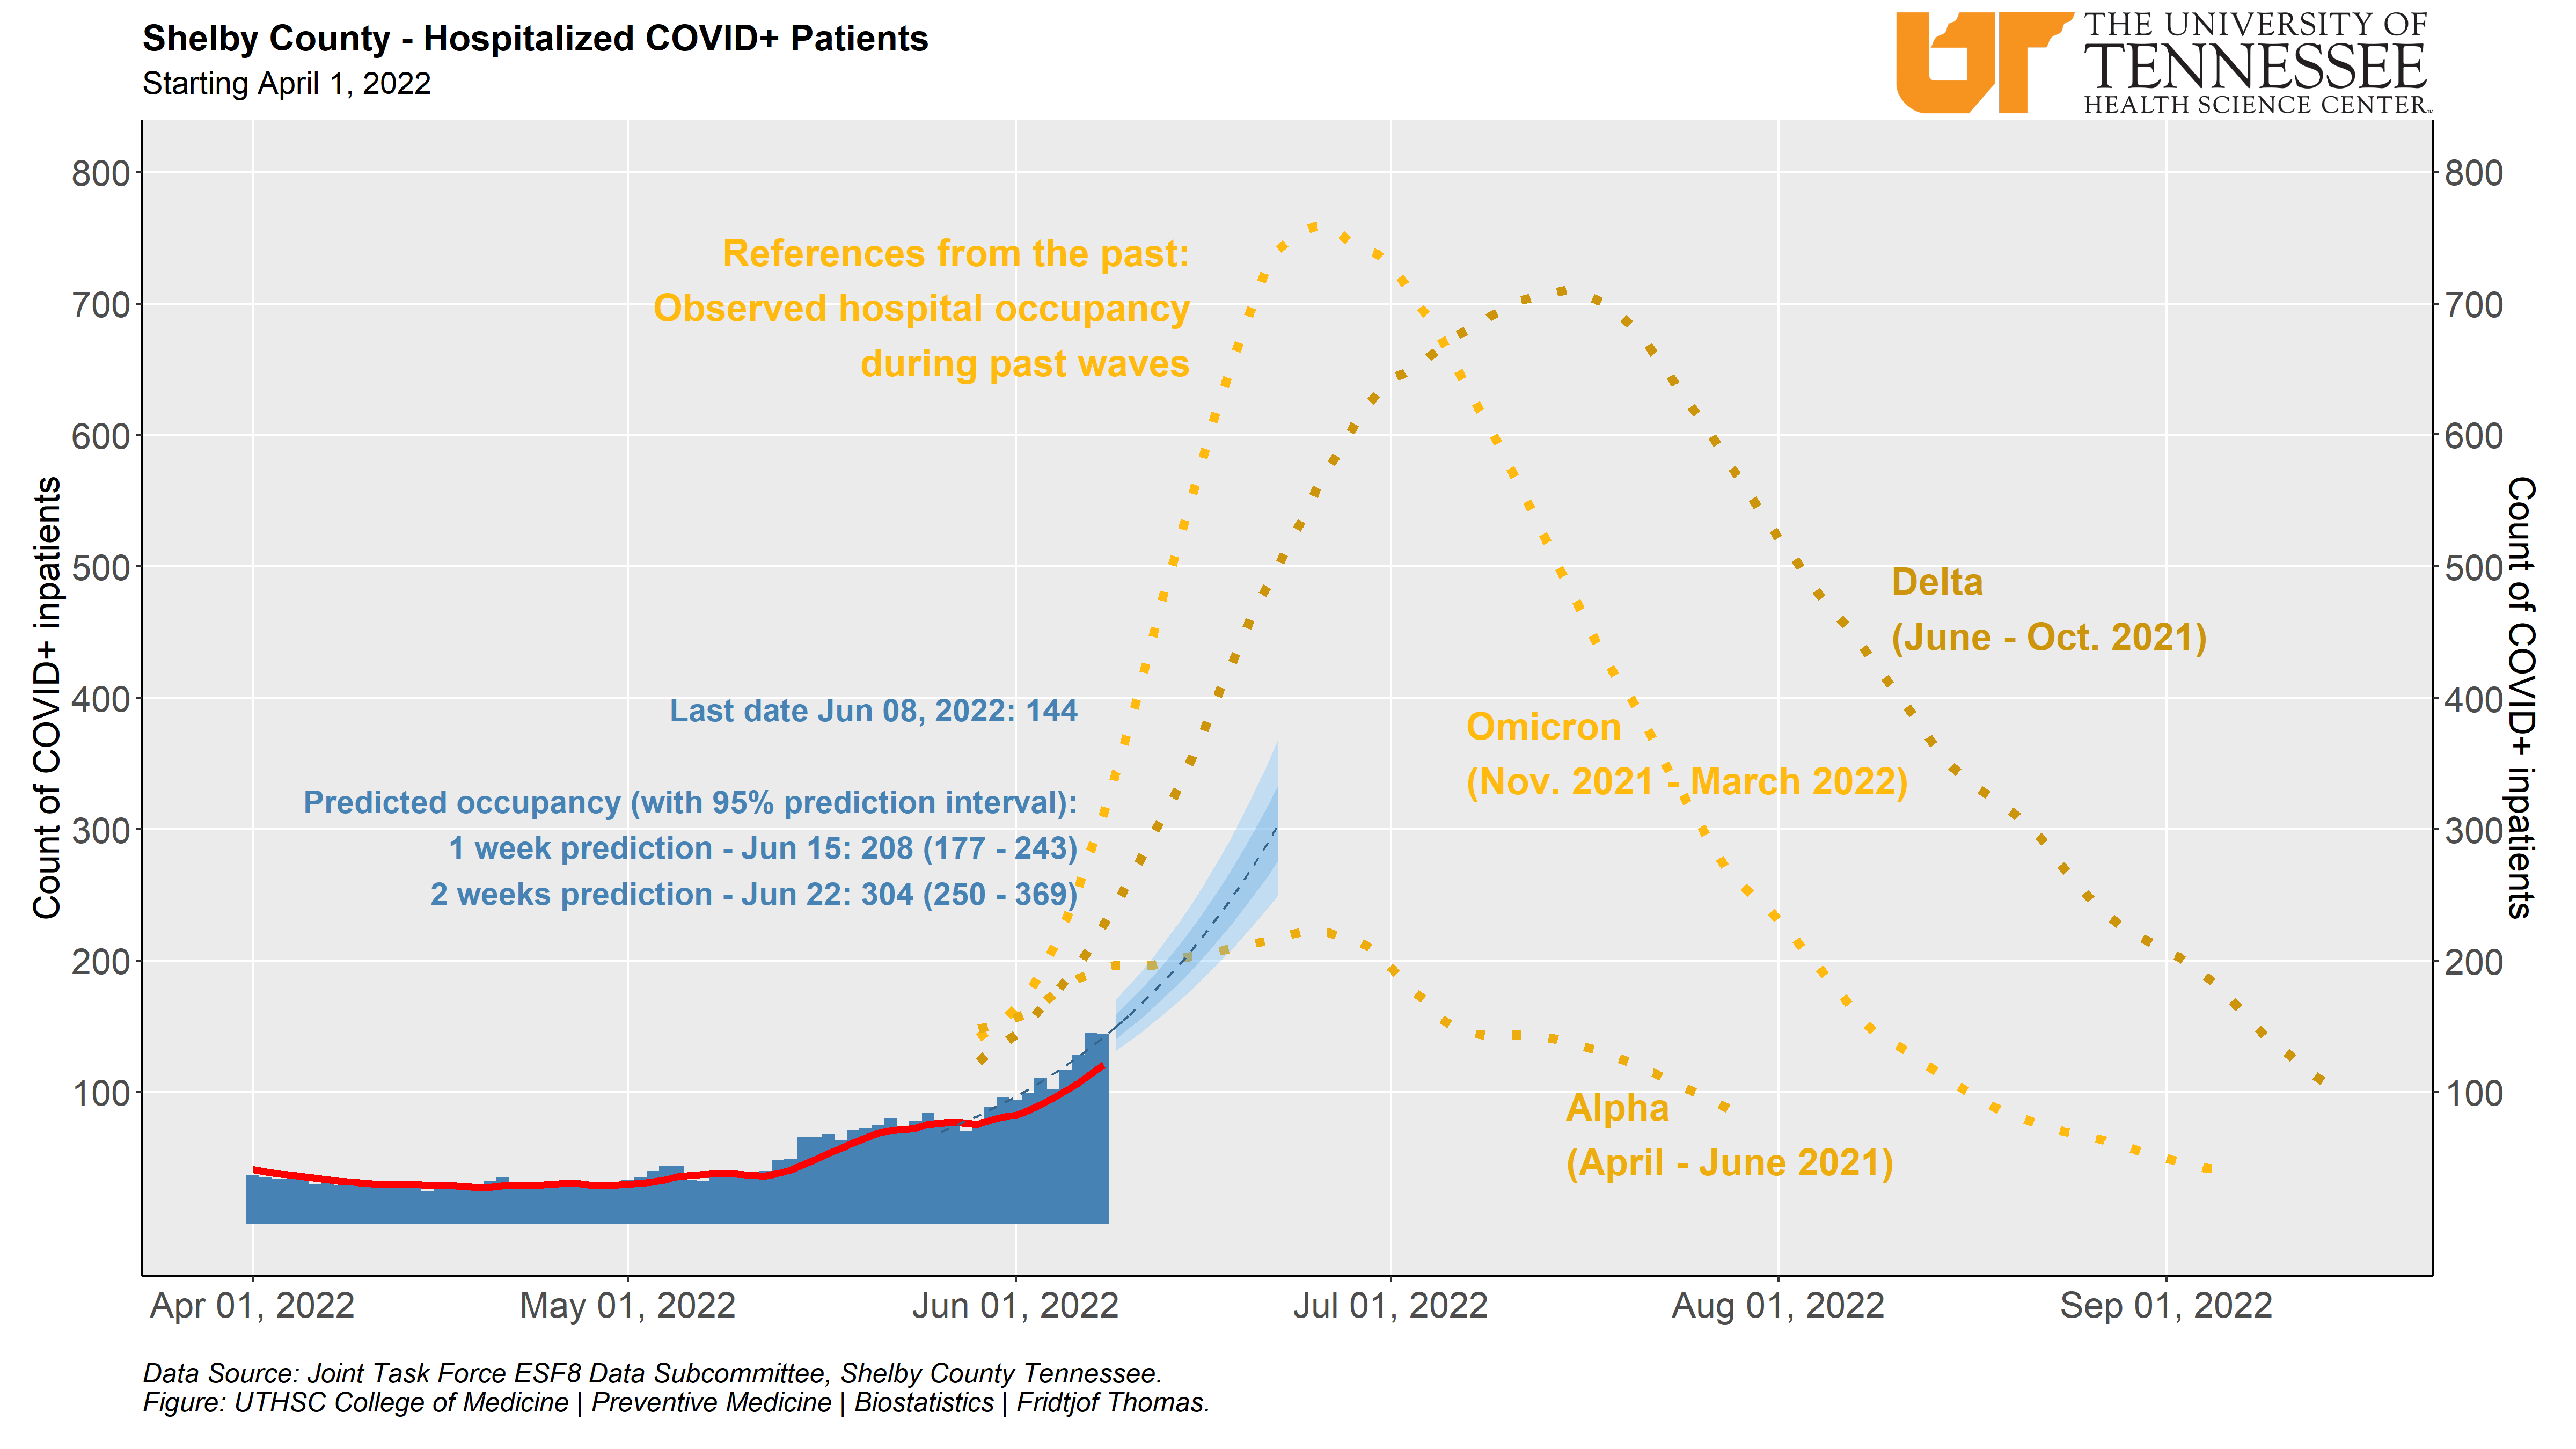 Shelby County - Hospitalized COVID+ Patients
Starting April 1, 2022
THE UNIVERSITY OF
TENNESSEE
HEALTH SCIENCE CENTER™
UT
800
700
600
500
400
300
200
100
Count of COVID+ inpatients
References from the past:
Observed hospital occupancy
during past waves
Last date Jun 08, 2022: 144
Predicted occupancy (with 95% prediction interval):
1 week prediction - Jun 15: 208 (177 - 243)
2 weeks prediction - Jun 22: 304 (250 - 369)
Delta
(June - Oct. 2021)
Omicron
(Nov. 2021 - March 2022)
Alpha
(April - June 2021)
800
700
600
500
400
300
200
100
Count of COVID+ inpatients
Apr 01, 2022
May 01, 2022
Jun 01, 2022
Jul 01, 2022
Aug 01, 2022
Sep 01, 2022
Data Source: Joint Task Force ESF8 Data Subcommittee, Shelby County Tennessee.
Figure: UTHSC College of Medicine | Preventive Medicine | Biostatistics | Fridtjof Thomas.